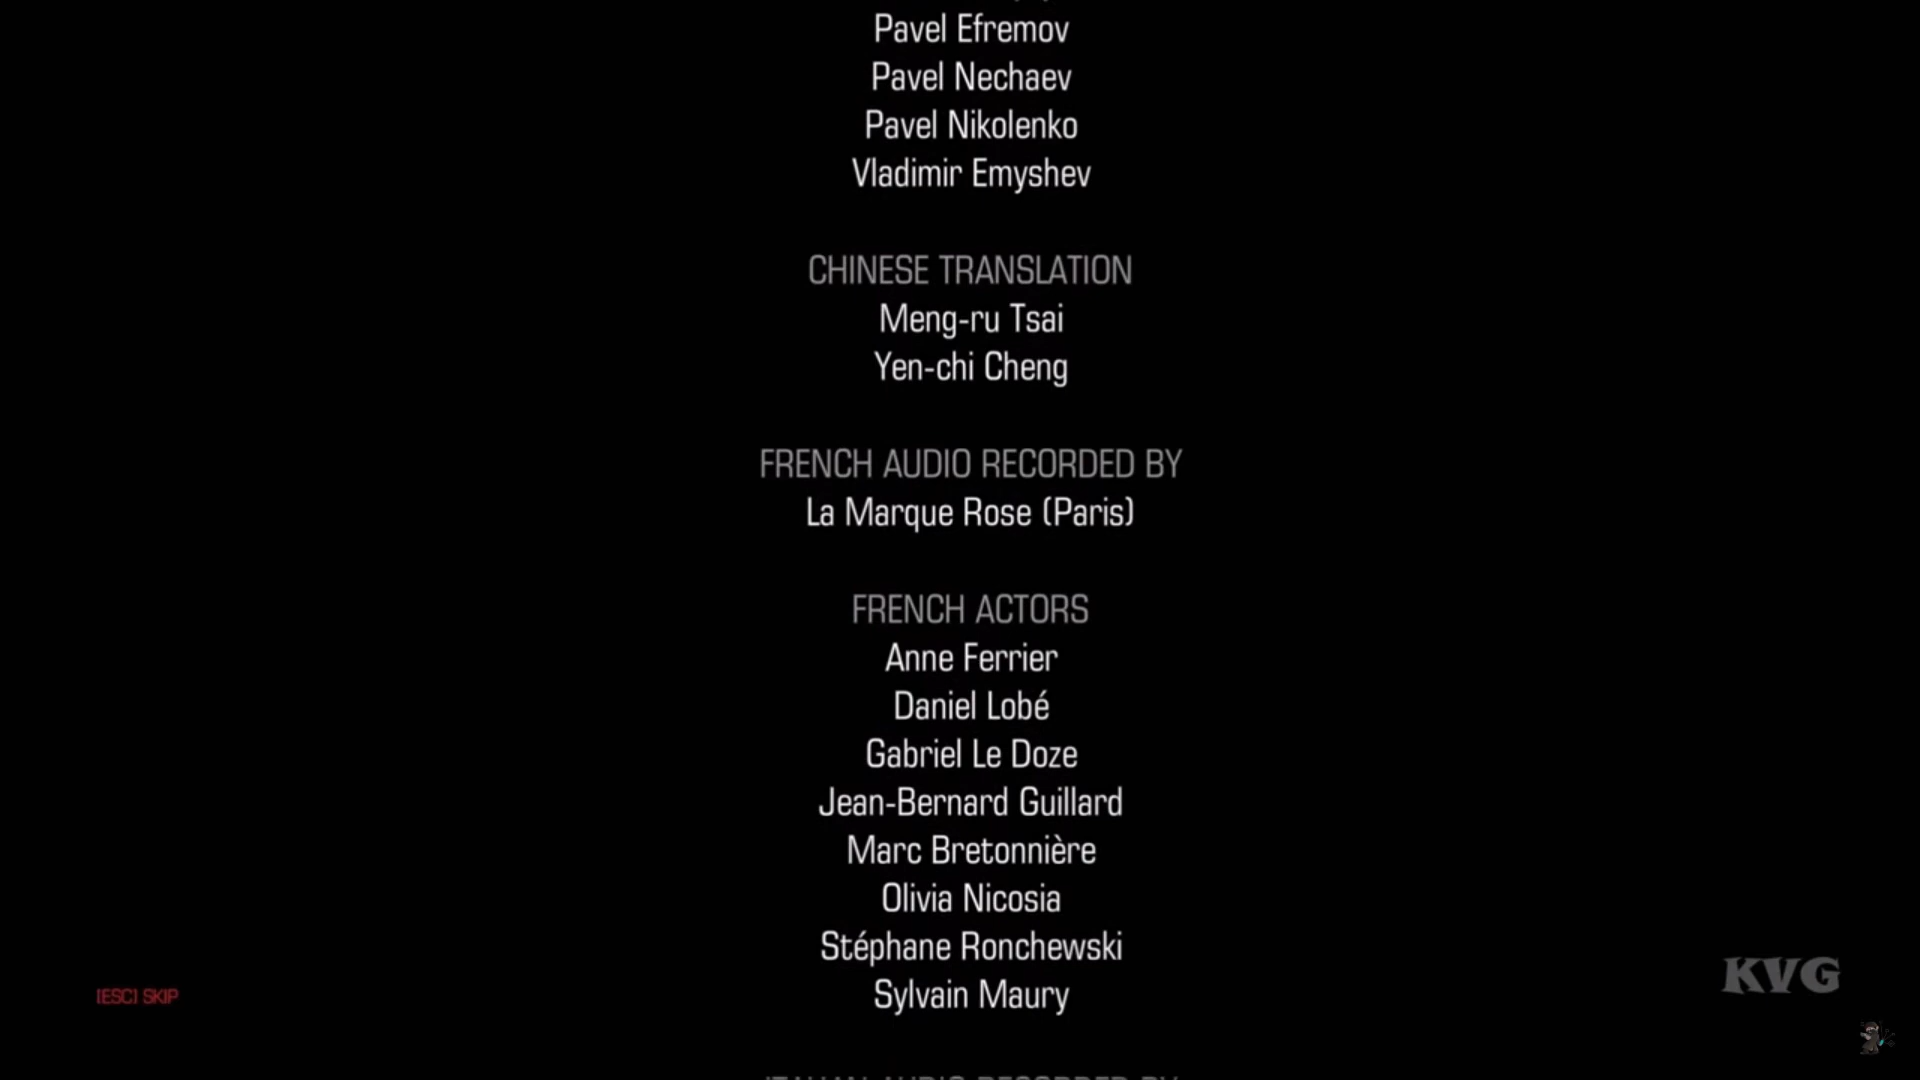 Pavel Efremov
Pavel Nechaev
Pavel Nikolenko
Vladimir Emyshev
CHINESE TRANSLATION
Meng-ru Tsai
Yen-chi Cheng
FRENCH AUDIO RECORDED BY
La Marque Rose (Paris)
FRENCH ACTORS
Anne Ferrier
Daniel Lobé
Gabriel Le Doze
Jean-Bernard Guillard
Marc Bretonnière
Olivia Nicosia
Stéphane Ronchewski
Sylvain Maury
[ESC] SKIP
KVG